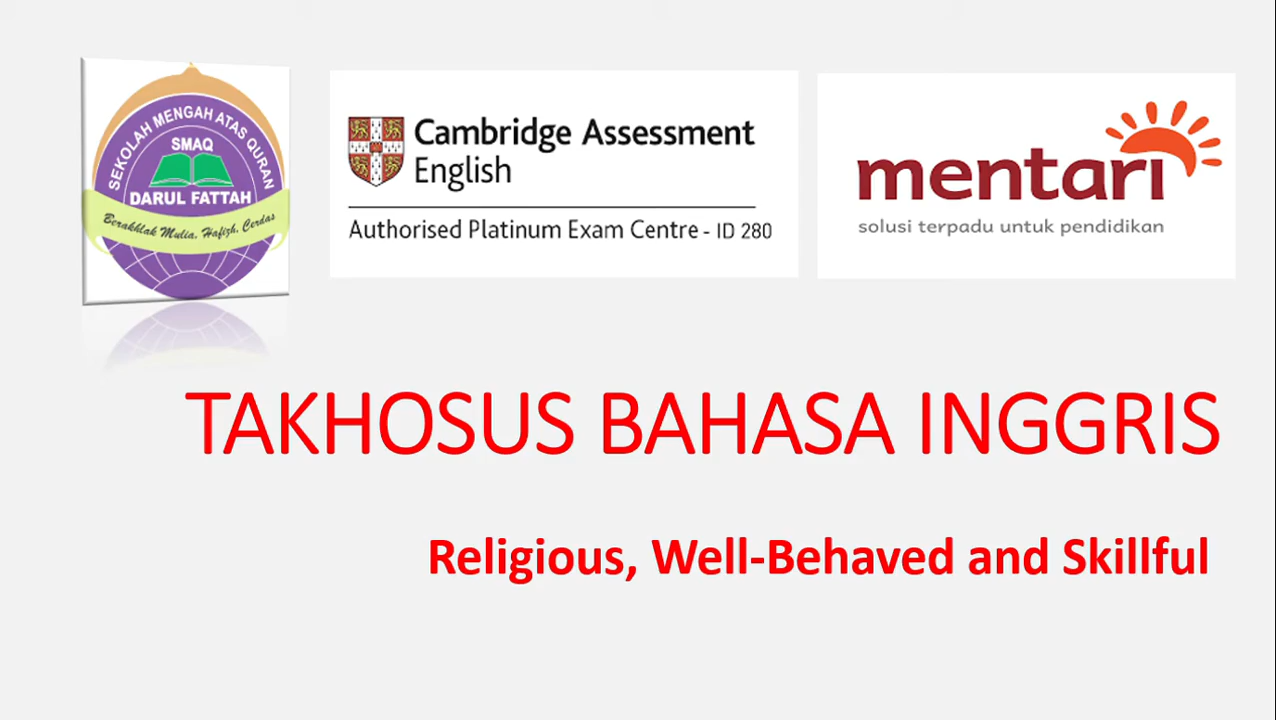 SEKOLAH MENGAH ATAS QURAN
SMAQ
DARUL FATTAH
Berakhlak Mulia, Hafizh, Cerdas
Cambridge Assessment
English
Authorised Platinum Exam Centre - ID 280
mentari
solusi terpadu untuk pendidikan
TAKHOSUS BAHASA INGGRIS
Religious, Well-Behaved and Skillful